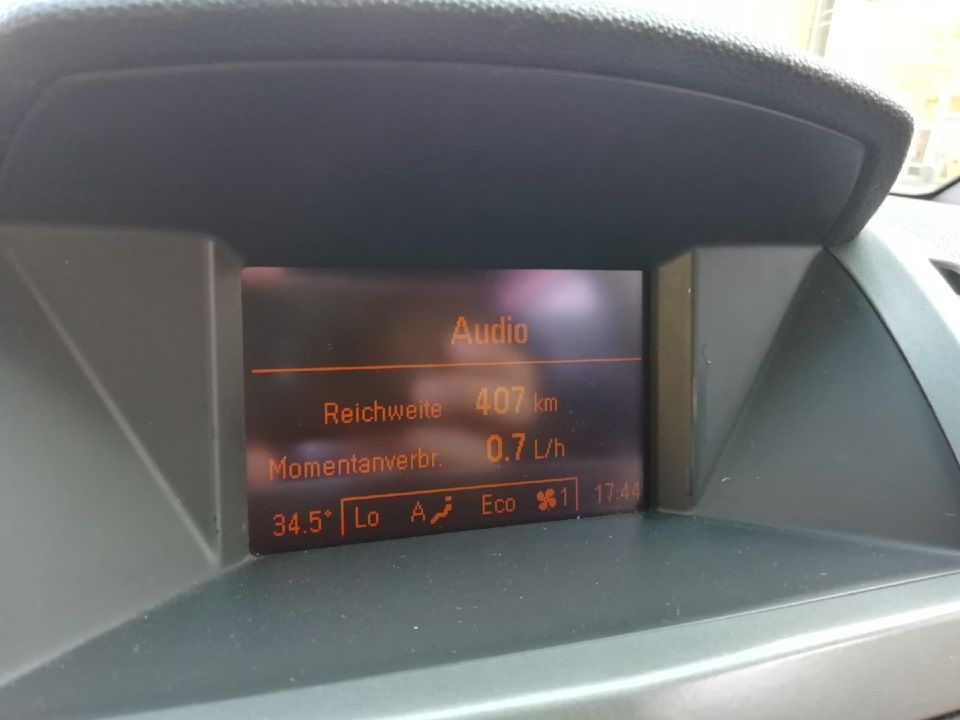 Audio
Reichweite 407 km
Momentanverbr. 0.7 L/h
34.5° Lo A Eco 1 17:44